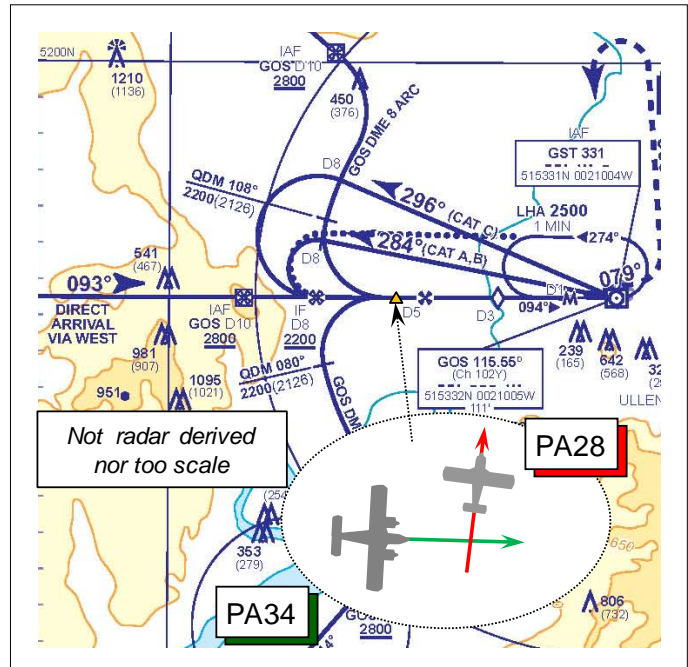 5200N
IAF
GOS D10
2800
1210
(1136)
450
(376)
GOS DME 8 ARC
IAF
GST 331
515331N 0021004W
D8
QDM 108°
2200(2126)
296° (CAT C)
LHA 2500
1 MIN
274°
284° (CAT A,B)
541
(467)
D8
093°
079°
DIRECT
ARRIVAL
VIA WEST
IAF
GOS D10
2800
IF
D8
2200
D5
D3
094°
D1
981
(907)
QDM 080°
2200(2126)
GOS 115.55D
(Ch 102Y)
515332N 0021005W
111'
239
(165)
642
(568)
ULLEN
951
1095
(1021)
GOS DM
Not radar derived
nor too scale
PA28
353
(279)
650
PA34
2800
806
(732)